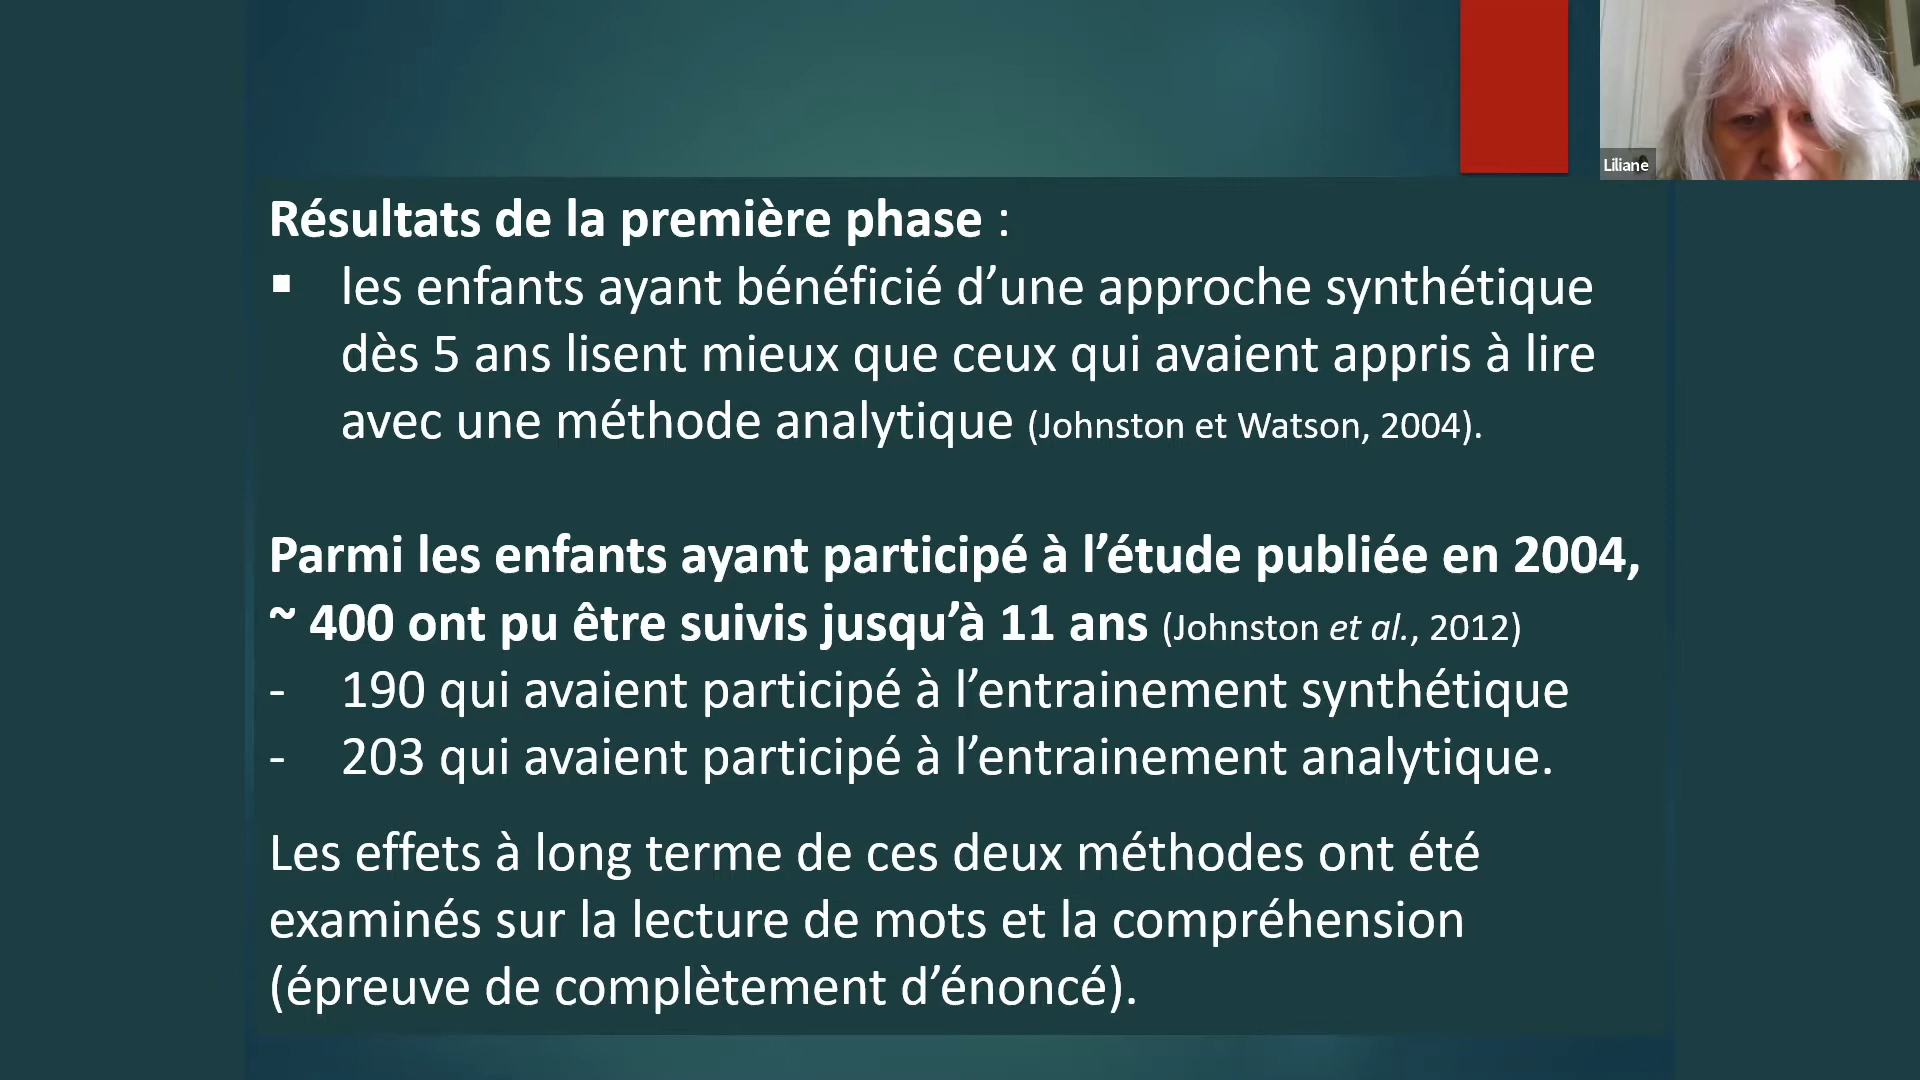 Liliane
Résultats de la première phase :
▪ les enfants ayant bénéficié d’une approche synthétique
dès 5 ans lisent mieux que ceux qui avaient appris à lire
avec une méthode analytique (Johnston et Watson, 2004).
Parmi les enfants ayant participé à l’étude publiée en 2004,
~ 400 ont pu être suivis jusqu’à 11 ans (Johnston et al., 2012)
- 190 qui avaient participé à l’entrainement synthétique
- 203 qui avaient participé à l’entrainement analytique.
Les effets à long terme de ces deux méthodes ont été
examinés sur la lecture de mots et la compréhension
(épreuve de complètement d’énoncé).